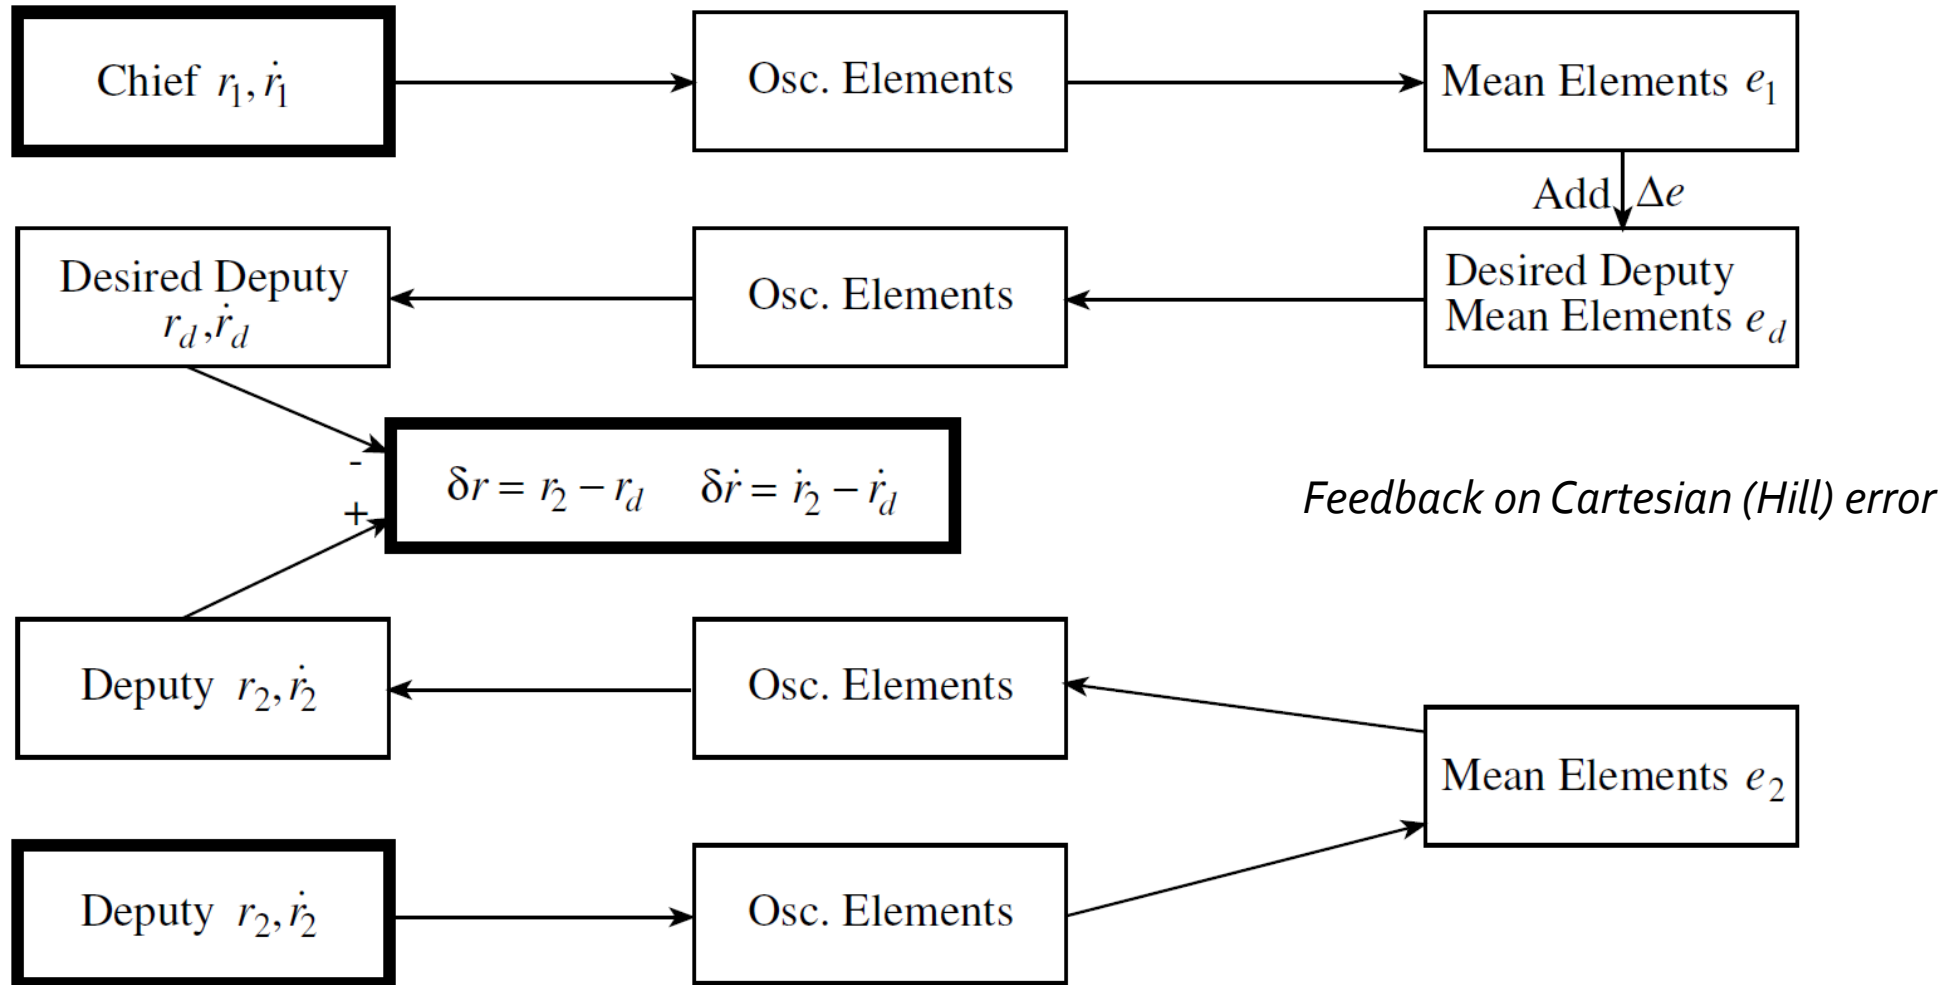 Chief r₁, ṙ₁
Osc. Elements
Mean Elements e₁
Add Δe
Desired Deputy
r_d, ṙ_d
Osc. Elements
Desired Deputy
Mean Elements e_d
-
+
δr = r₂ − r_d δṙ = ṙ₂ − ṙ_d
Feedback on Cartesian (Hill) error
Deputy r₂, ṙ₂
Osc. Elements
Mean Elements e₂
Deputy r₂, ṙ₂
Osc. Elements